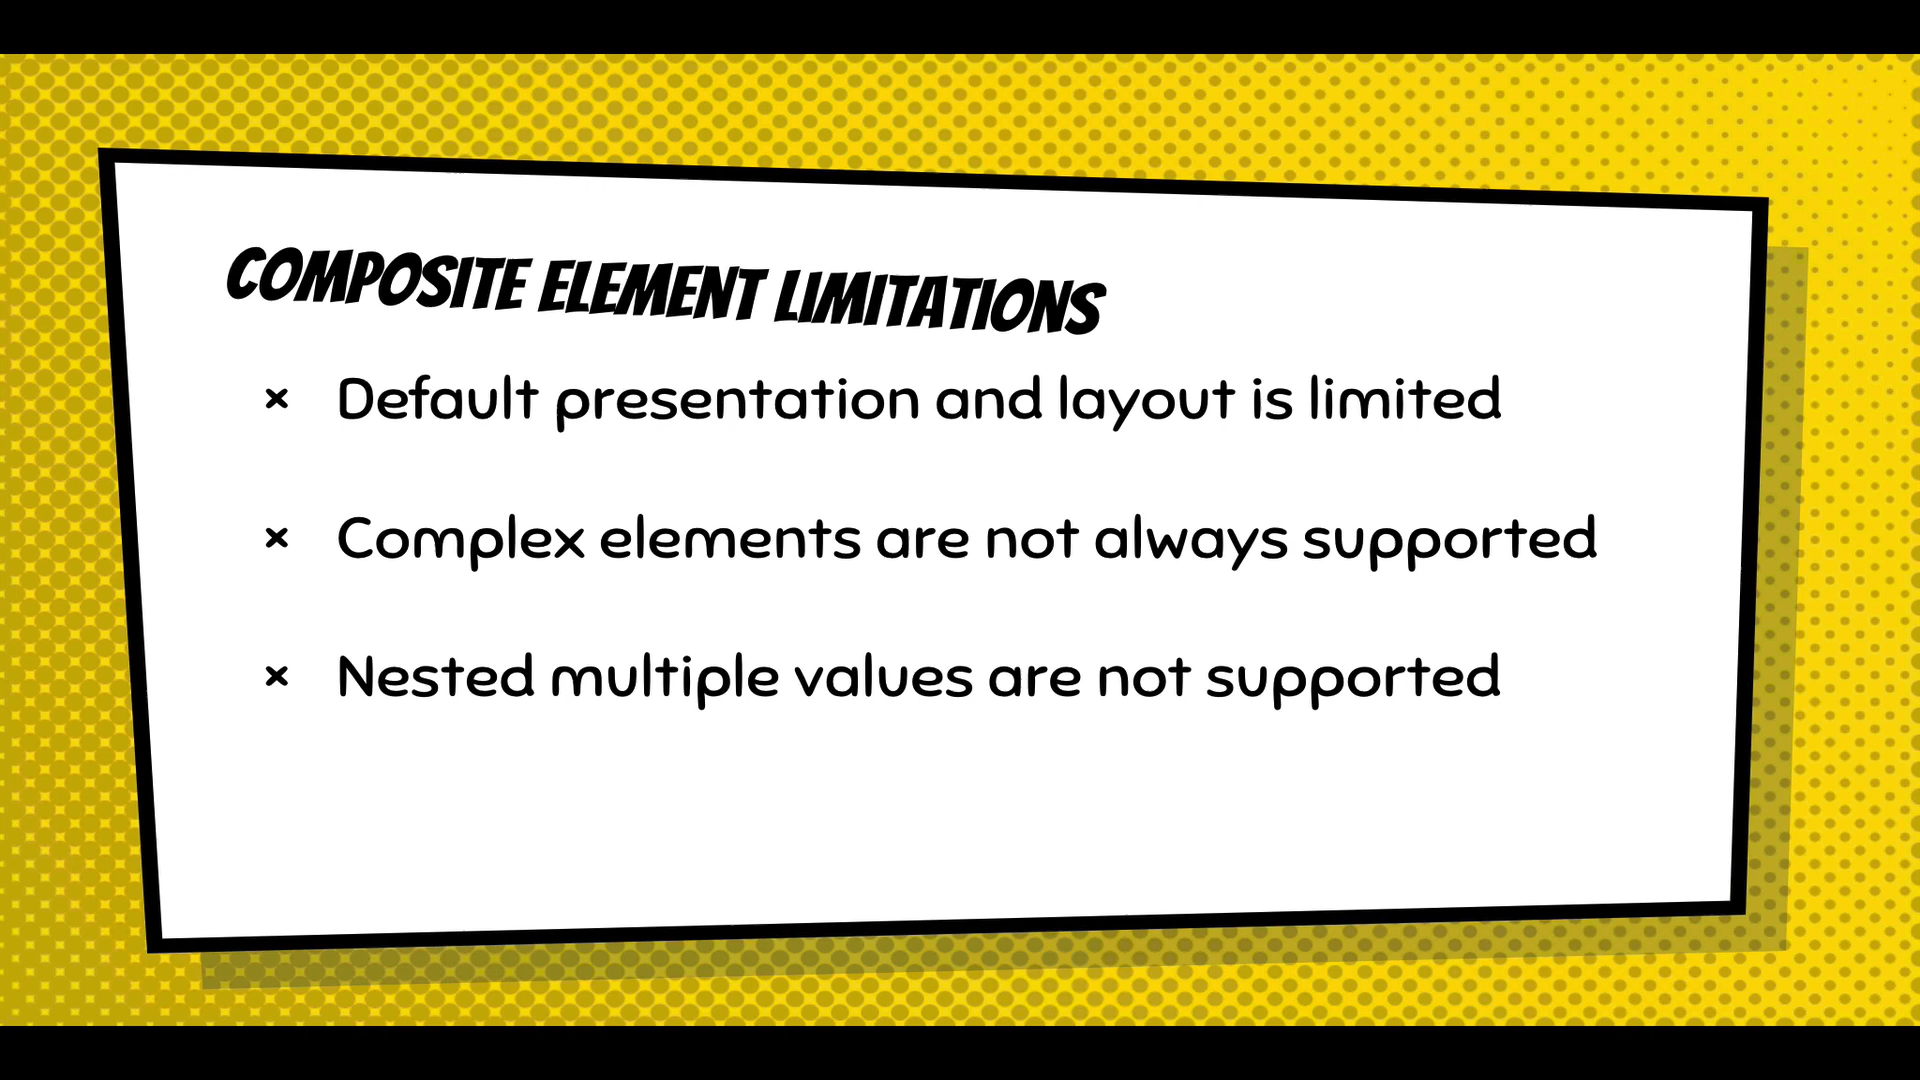 COMPOSITE ELEMENT LIMITATIONS
× Default presentation and layout is limited
× Complex elements are not always supported
× Nested multiple values are not supported